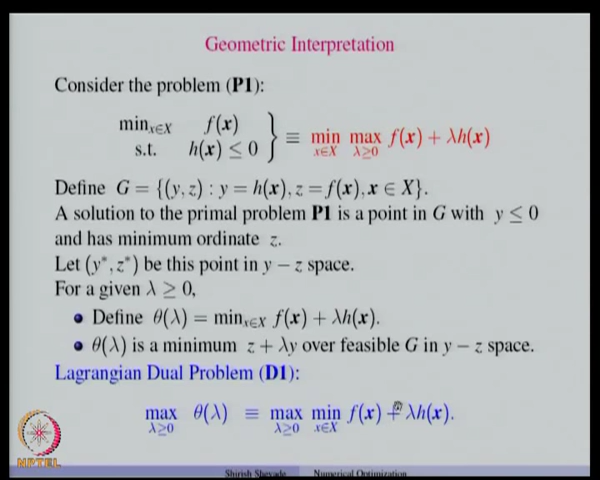 Geometric Interpretation
Consider the problem (P1):
min_{x∈X} f(x)
s.t. h(x) ≤ 0 } ≡ min_{x∈X} max_{λ≥0} f(x) + λh(x)
Define G = {(y, z) : y = h(x), z = f(x), x ∈ X}.
A solution to the primal problem P1 is a point in G with y ≤ 0
and has minimum ordinate z.
Let (y*, z*) be this point in y − z space.
For a given λ ≥ 0,
• Define θ(λ) = min_{x∈X} f(x) + λh(x).
• θ(λ) is a minimum z + λy over feasible G in y − z space.
Lagrangian Dual Problem (D1):
max_{λ≥0} θ(λ) ≡ max_{λ≥0} min_{x∈X} f(x) + λh(x).
NPTEL
Shirish Shevade Numerical Optimization